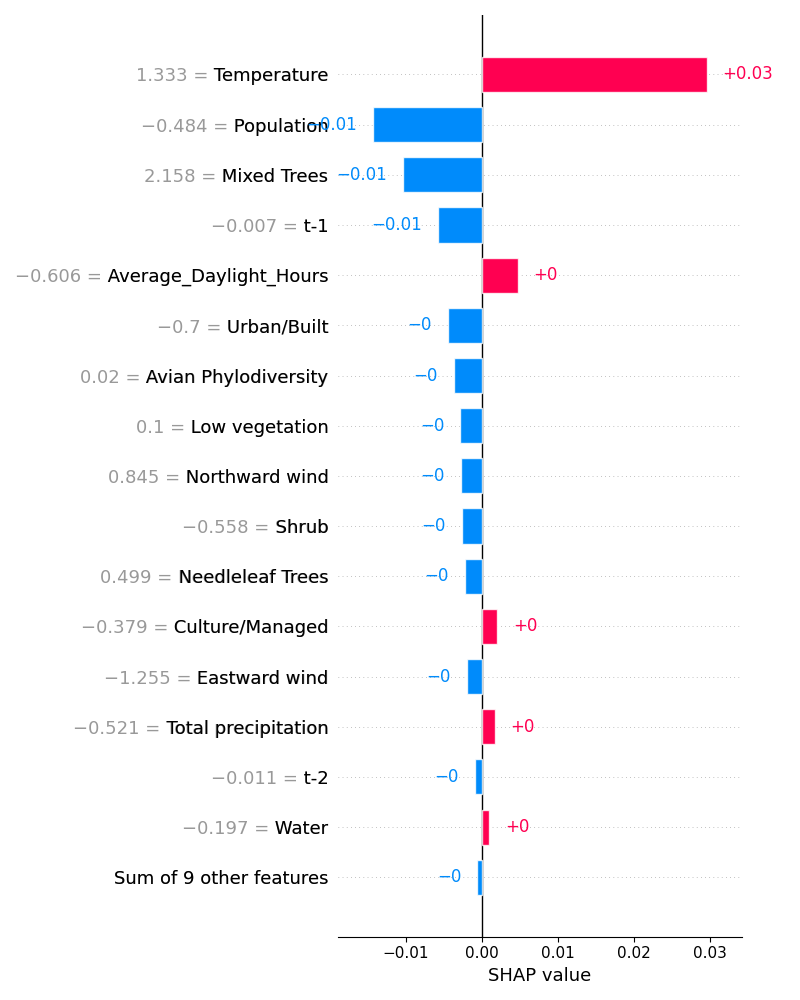 1.333 = Temperature +0.03
−0.484 = Population −0.01
2.158 = Mixed Trees −0.01
−0.007 = t-1 −0.01
−0.606 = Average_Daylight_Hours +0
−0.7 = Urban/Built −0
0.02 = Avian Phylodiversity −0
0.1 = Low vegetation −0
0.845 = Northward wind −0
−0.558 = Shrub −0
0.499 = Needleleaf Trees −0
−0.379 = Culture/Managed +0
−1.255 = Eastward wind −0
−0.521 = Total precipitation +0
−0.011 = t-2 −0
−0.197 = Water +0
Sum of 9 other features −0
−0.01 0.00 0.01 0.02 0.03
SHAP value